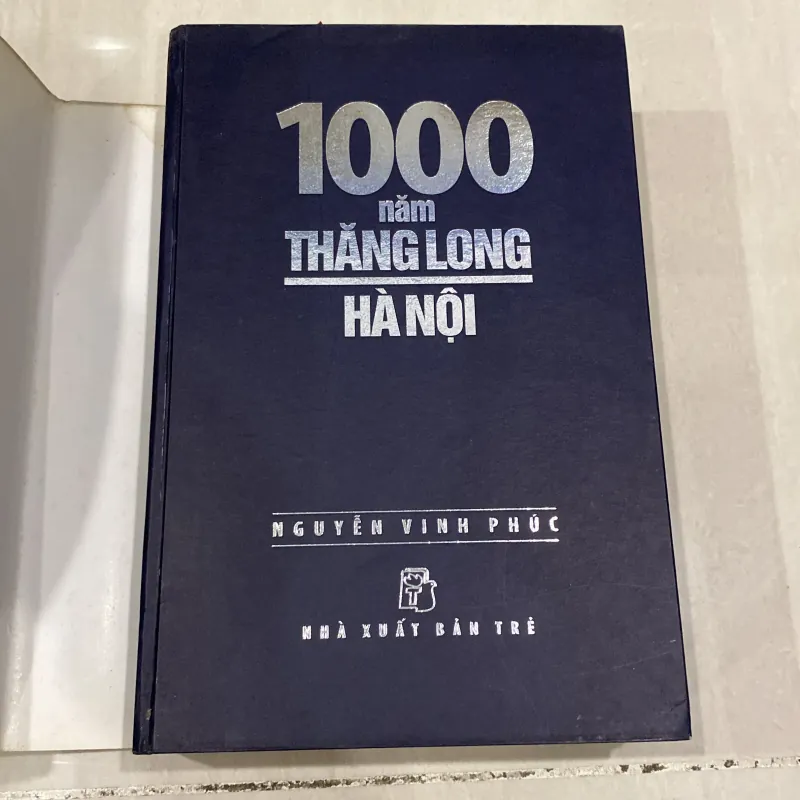 1000
năm
THĂNG LONG
HÀ NỘI
NGUYỄN VINH PHÚC
T
NHÀ XUẤT BẢN TRẺ